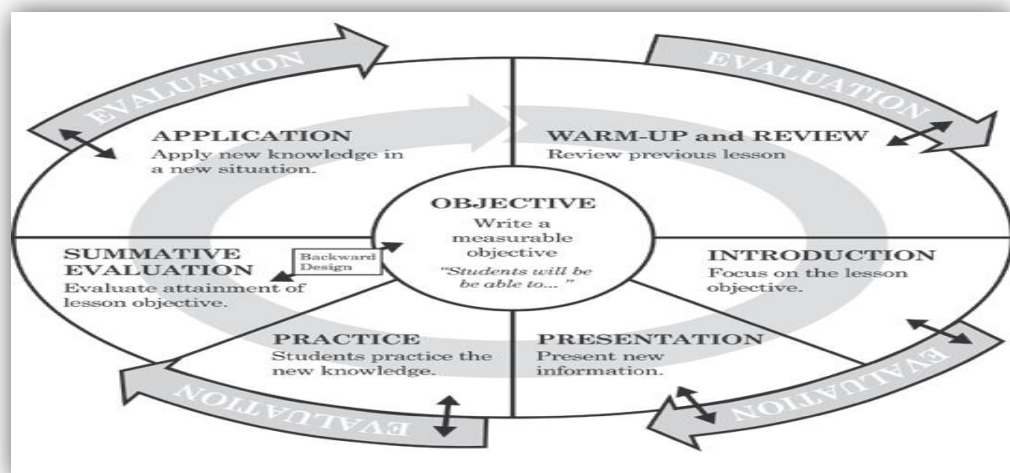 EVALUATION
EVALUATION
APPLICATION
Apply new knowledge in
a new situation.
WARM-UP and REVIEW
Review previous lesson
OBJECTIVE
Write a
measurable
objective
"Students will be
be able to... "
SUMMATIVE
EVALUATION
Evaluate attainment of
lesson objective.
Backward
Design
INTRODUCTION
Focus on the lesson
objective.
PRACTICE
Students practice the
new knowledge.
PRESENTATION
Present new
information.
EVALUATION
EVALUATION